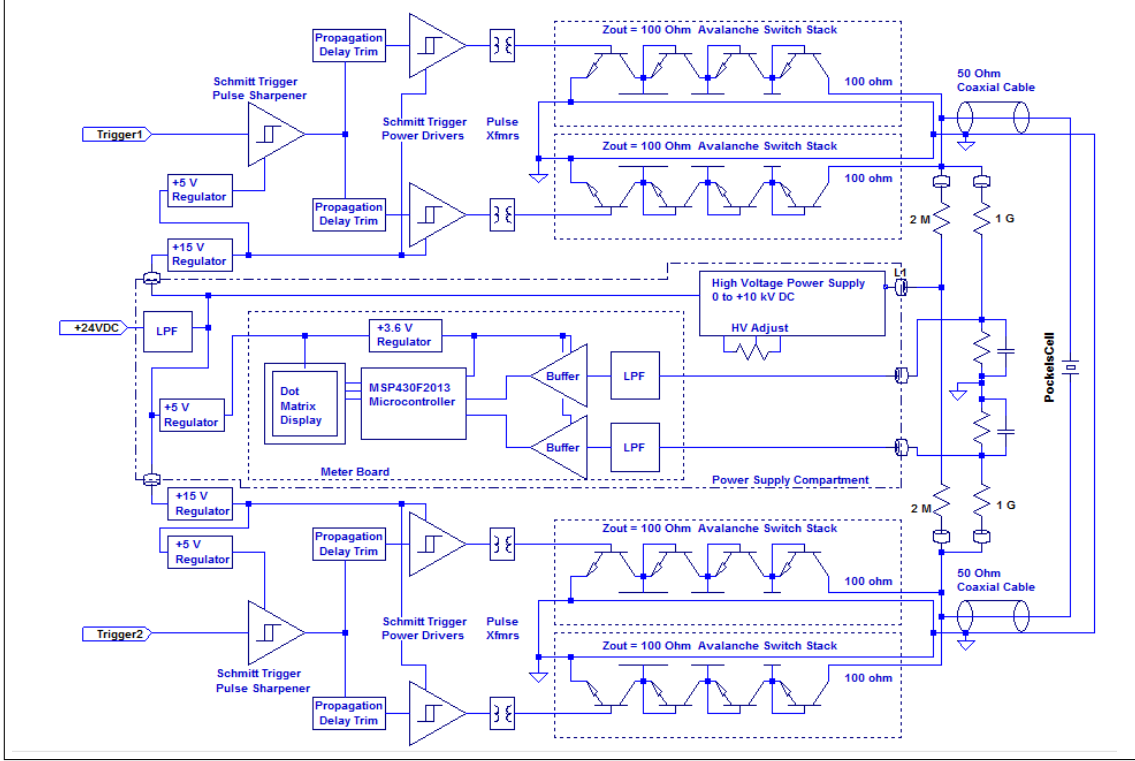 Zout = 100 Ohm Avalanche Switch Stack
Propagation
Delay Trim
100 ohm
50 Ohm
Coaxial Cable
Schmitt Trigger
Pulse Sharpener
Trigger1
Schmitt Trigger
Power Drivers
Pulse
Xfmrs
Zout = 100 Ohm Avalanche Switch Stack
100 ohm
+5 V
Regulator
Propagation
Delay Trim
2 M
1 G
+15 V
Regulator
L1
High Voltage Power Supply
0 to +10 kV DC
HV Adjust
+24VDC
LPF
+3.6 V
Regulator
Dot
Matrix
Display
MSP430F2013
Microcontroller
Buffer
LPF
PockelsCell
+5 V
Regulator
Buffer
LPF
Meter Board
Power Supply Compartment
+15 V
Regulator
2 M
1 G
+5 V
Regulator
Propagation
Delay Trim
Zout = 100 Ohm Avalanche Switch Stack
100 ohm
50 Ohm
Coaxial Cable
Trigger2
Schmitt Trigger
Power Drivers
Pulse
Xfmrs
Schmitt Trigger
Pulse Sharpener
Zout = 100 Ohm Avalanche Switch Stack
100 ohm
Propagation
Delay Trim